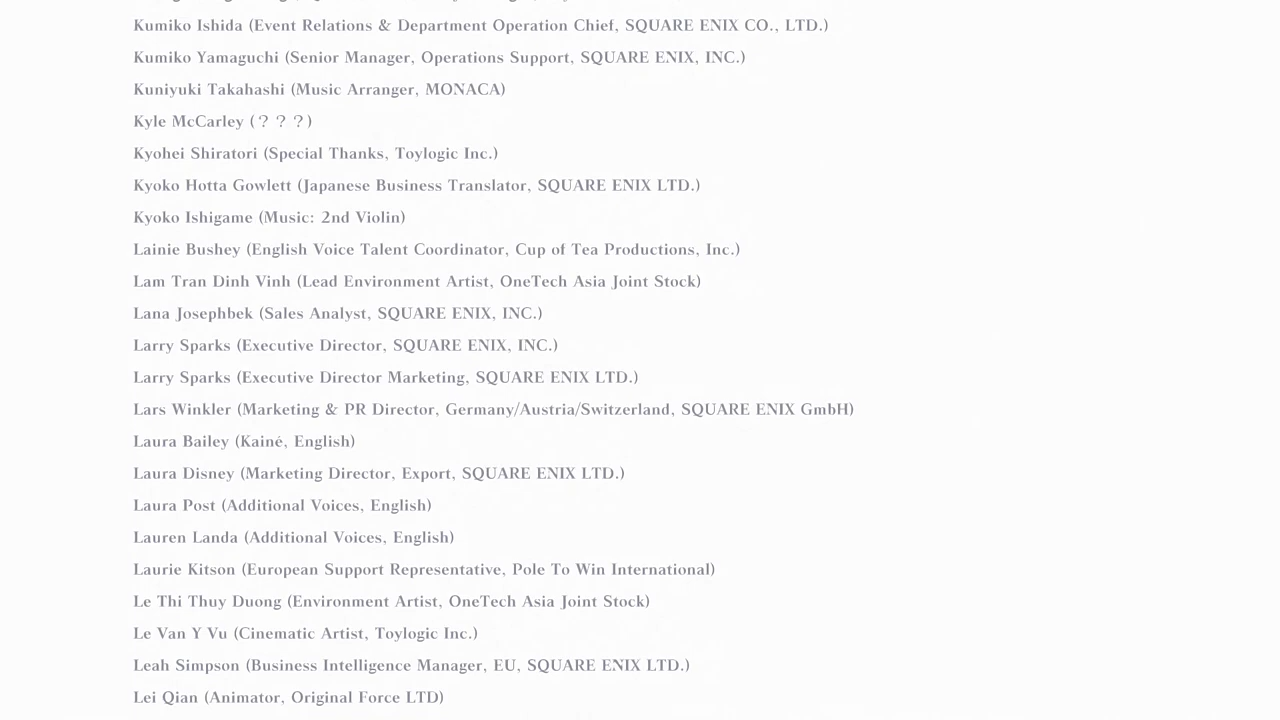 Kumiko Ishida (Event Relations & Department Operation Chief, SQUARE ENIX CO., LTD.)
Kumiko Yamaguchi (Senior Manager, Operations Support, SQUARE ENIX, INC.)
Kuniyuki Takahashi (Music Arranger, MONACA)
Kyle McCarley (？？？)
Kyohei Shiratori (Special Thanks, Toylogic Inc.)
Kyoko Hotta Gowlett (Japanese Business Translator, SQUARE ENIX LTD.)
Kyoko Ishigame (Music: 2nd Violin)
Lainie Bushey (English Voice Talent Coordinator, Cup of Tea Productions, Inc.)
Lam Tran Dinh Vinh (Lead Environment Artist, OneTech Asia Joint Stock)
Lana Josephbek (Sales Analyst, SQUARE ENIX, INC.)
Larry Sparks (Executive Director, SQUARE ENIX, INC.)
Larry Sparks (Executive Director Marketing, SQUARE ENIX LTD.)
Lars Winkler (Marketing & PR Director, Germany/Austria/Switzerland, SQUARE ENIX GmbH)
Laura Bailey (Kainé, English)
Laura Disney (Marketing Director, Export, SQUARE ENIX LTD.)
Laura Post (Additional Voices, English)
Lauren Landa (Additional Voices, English)
Laurie Kitson (European Support Representative, Pole To Win International)
Le Thi Thuy Duong (Environment Artist, OneTech Asia Joint Stock)
Le Van Y Vu (Cinematic Artist, Toylogic Inc.)
Leah Simpson (Business Intelligence Manager, EU, SQUARE ENIX LTD.)
Lei Qian (Animator, Original Force LTD)